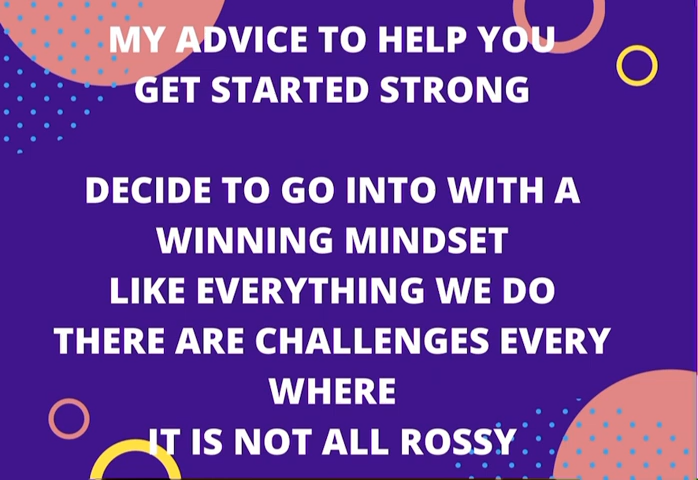 MY ADVICE TO HELP YOU
GET STARTED STRONG
DECIDE TO GO INTO WITH A
WINNING MINDSET
LIKE EVERYTHING WE DO
THERE ARE CHALLENGES EVERY
WHERE
IT IS NOT ALL ROSSY